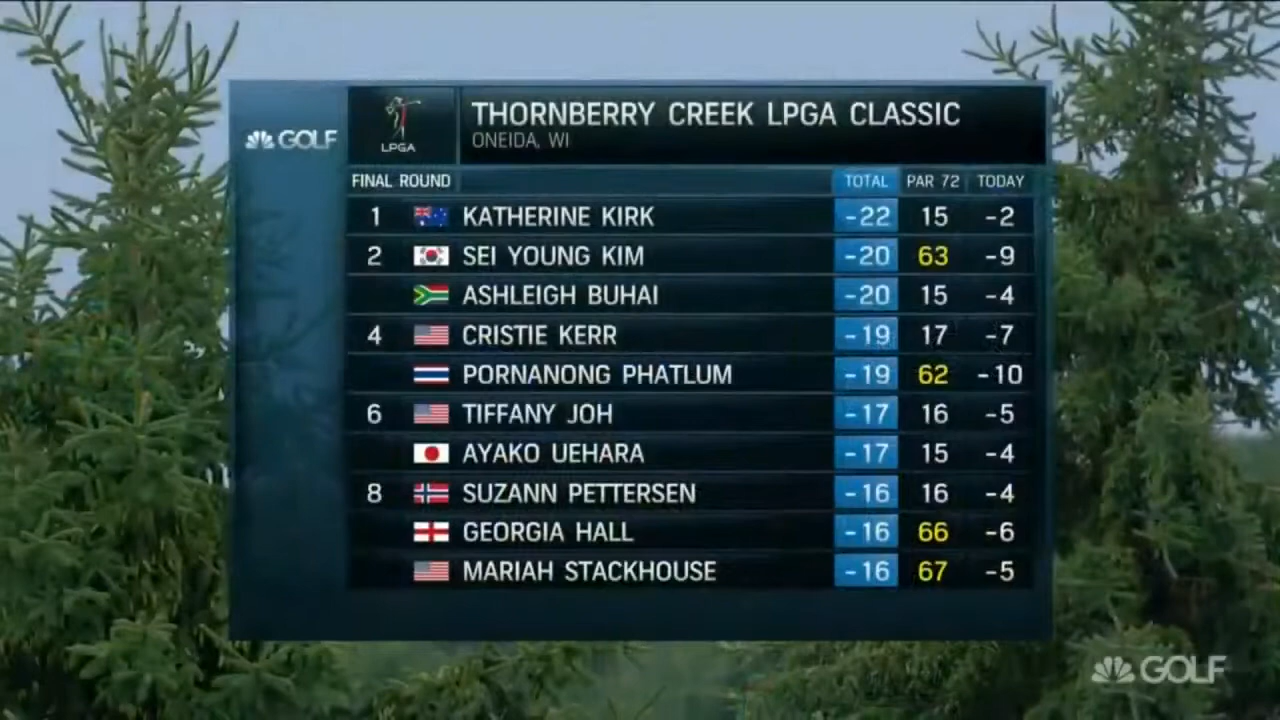 GOLF
LPGA
THORNBERRY CREEK LPGA CLASSIC
ONEIDA, WI
FINAL ROUND TOTAL PAR 72 TODAY
1 KATHERINE KIRK -22 15 -2
2 SEI YOUNG KIM -20 63 -9
ASHLEIGH BUHAI -20 15 -4
4 CRISTIE KERR -19 17 -7
PORNANONG PHATLUM -19 62 -10
6 TIFFANY JOH -17 16 -5
AYAKO UEHARA -17 15 -4
8 SUZANN PETTERSEN -16 16 -4
GEORGIA HALL -16 66 -6
MARIAH STACKHOUSE -16 67 -5
GOLF